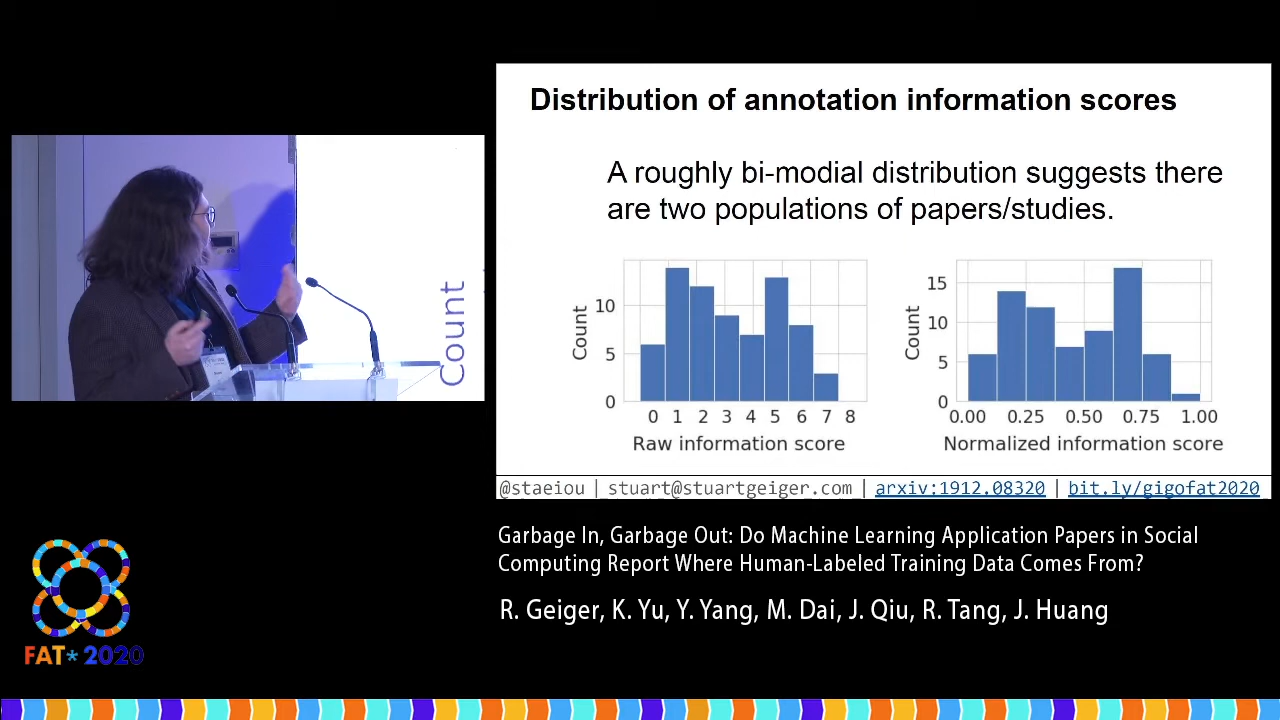 Distribution of annotation information scores
A roughly bi-modial distribution suggests there
are two populations of papers/studies.
Count
10
5
0
0 1 2 3 4 5 6 7 8
Raw information score
Count
15
10
5
0
0.00 0.25 0.50 0.75 1.00
Normalized information score
@staeiou | stuart@stuartgeiger.com | arxiv:1912.08320 | bit.ly/gigofat2020
Count
Garbage In, Garbage Out: Do Machine Learning Application Papers in Social
Computing Report Where Human-Labeled Training Data Comes From?
R. Geiger, K. Yu, Y. Yang, M. Dai, J. Qiu, R. Tang, J. Huang
FAT* 2020